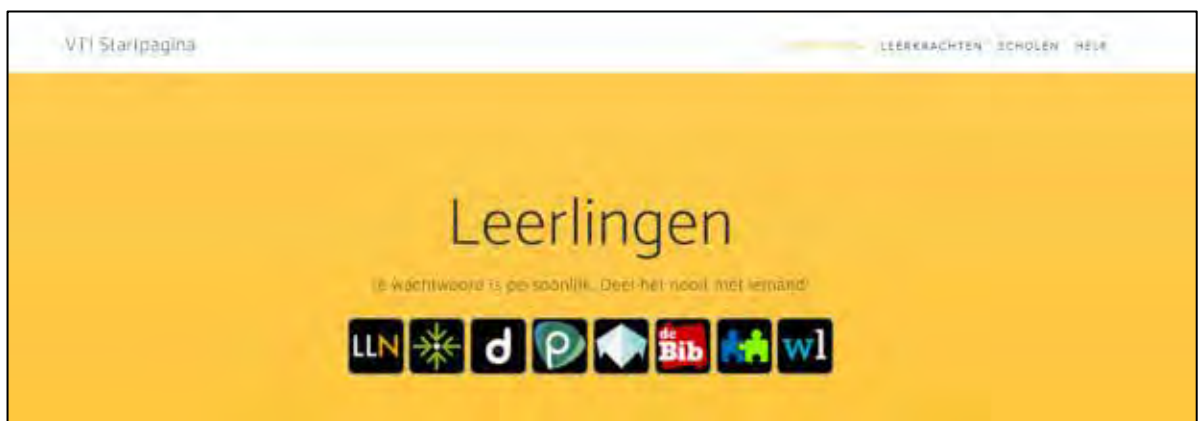 VTI Startpagina
LEERKRACHTEN SCHOLEN HELP
Leerlingen
Je wachtwoord is persoonlijk. Deel het nooit met iemand!
LLN d p de Bib wl